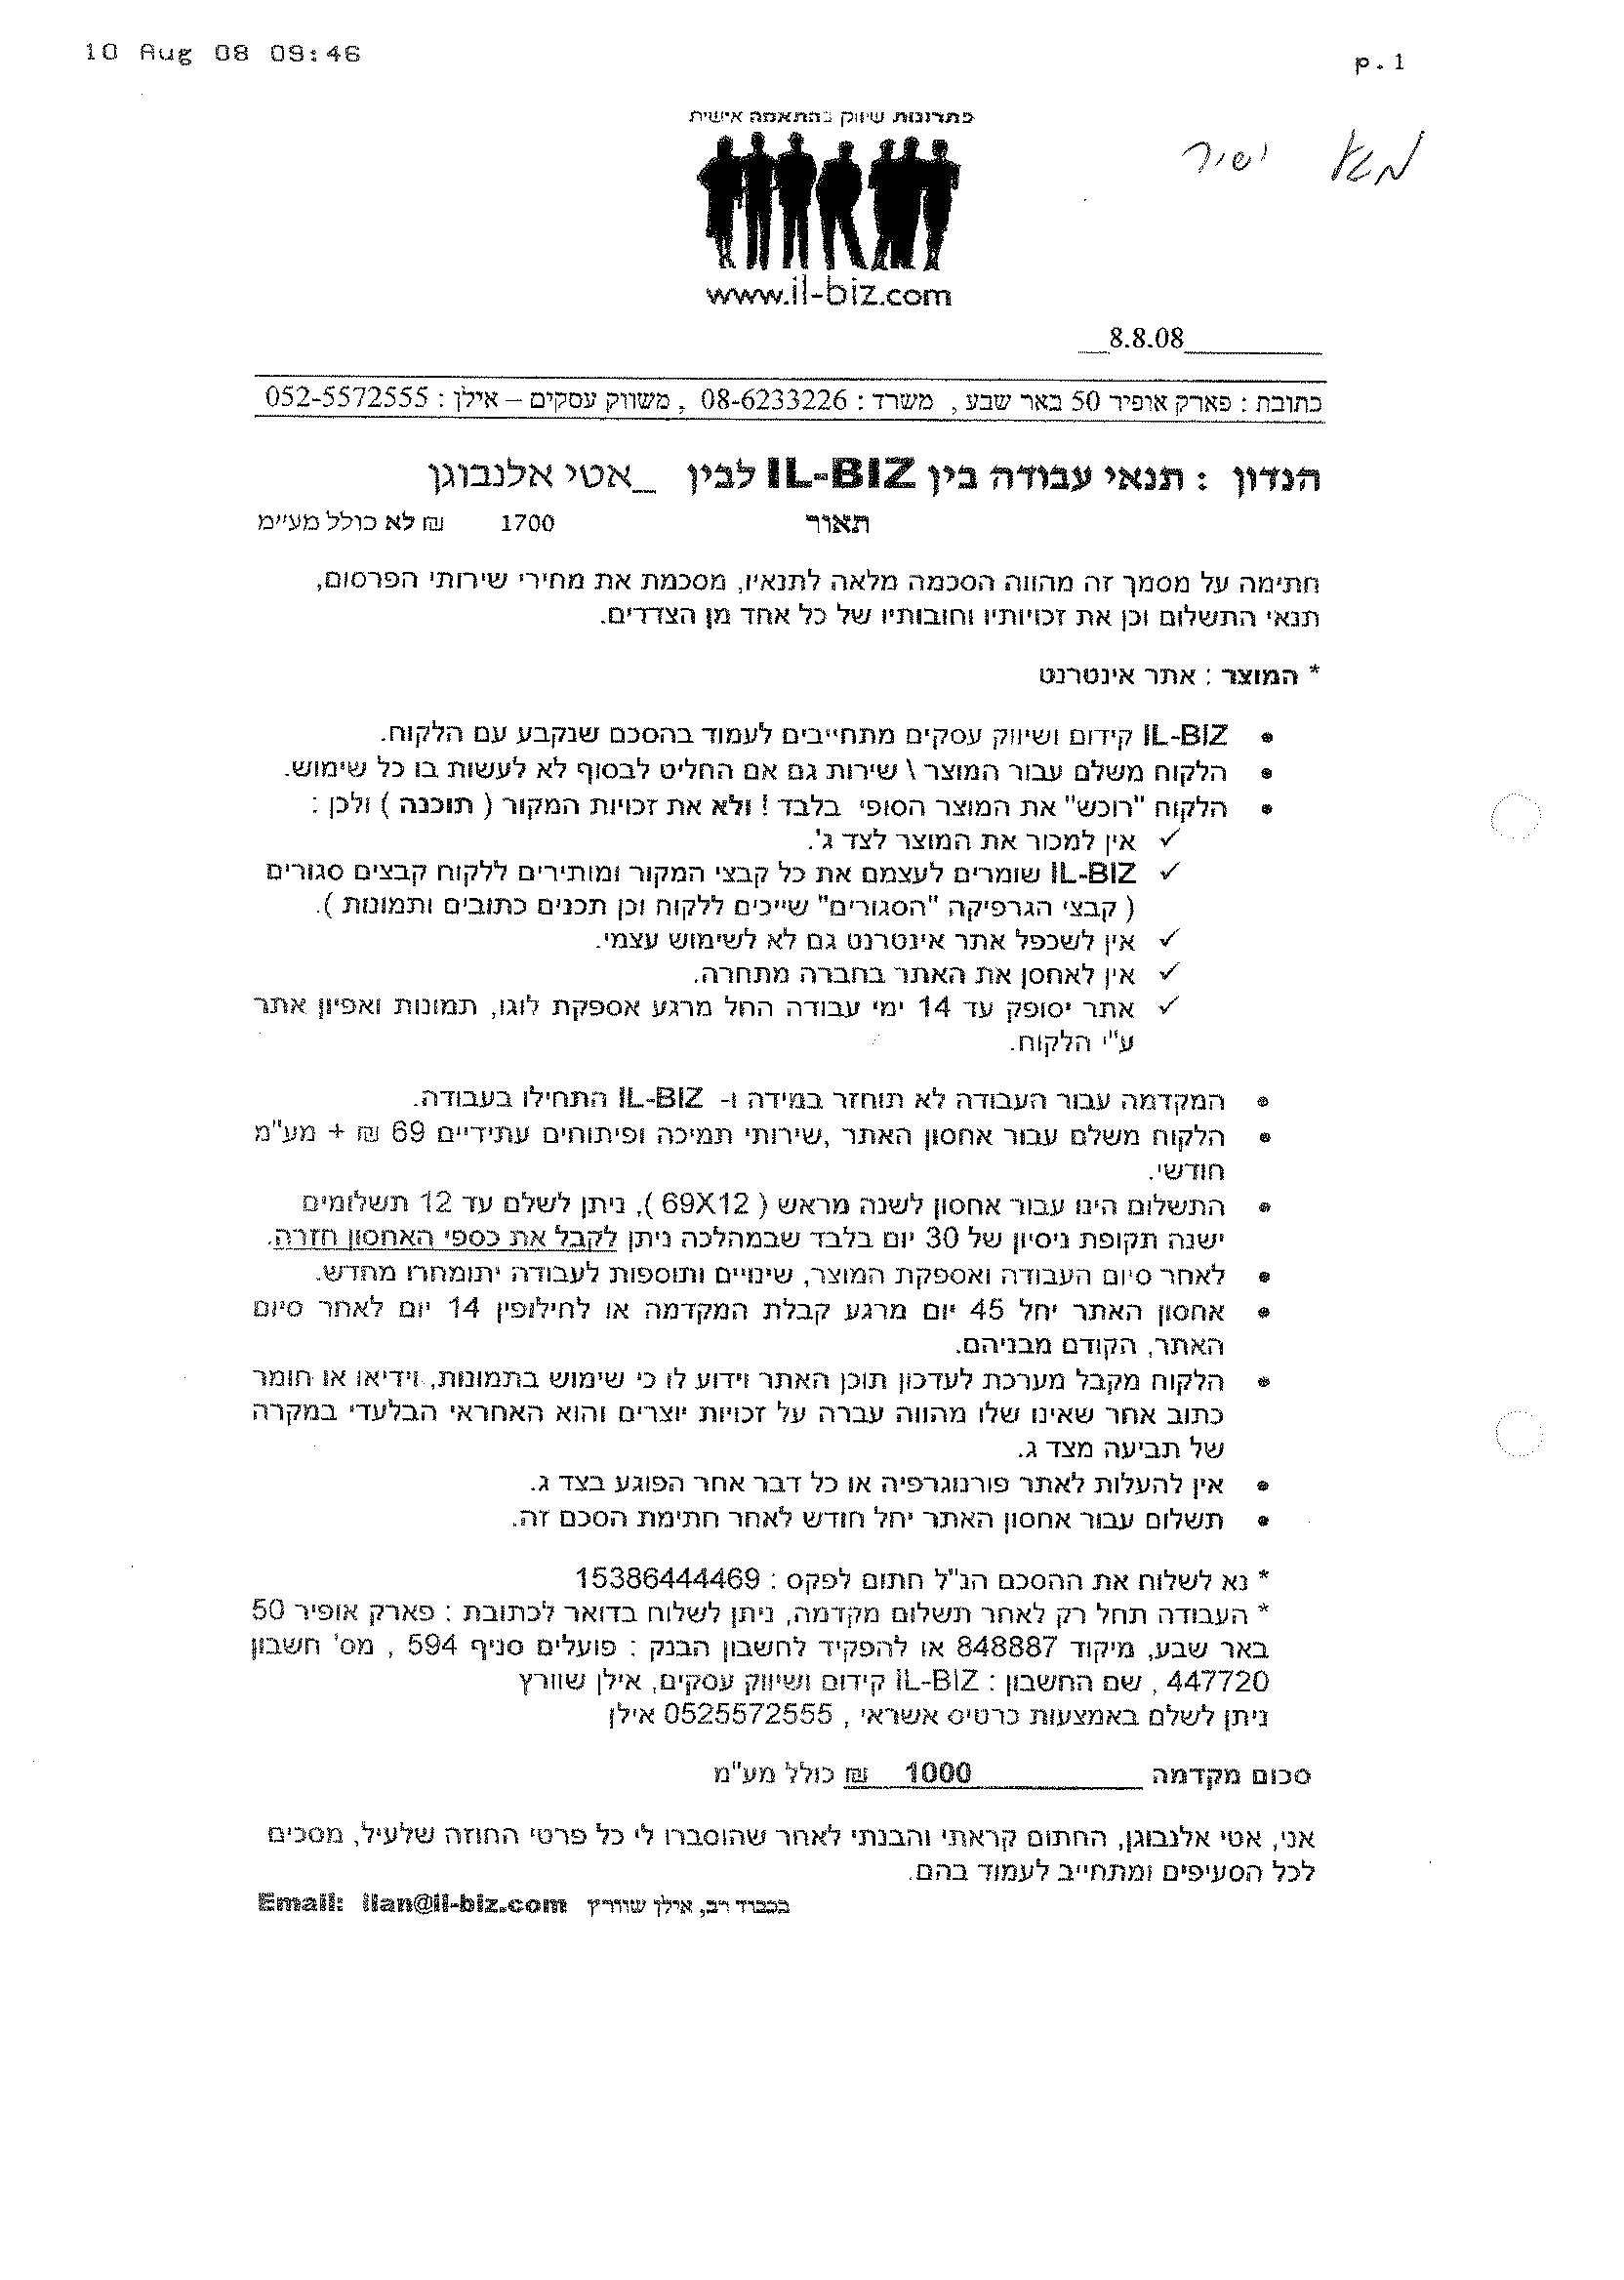 10 Aug 08 09:46
p.1
פתרונות שיווק בהתאמה אישית
ישיר
www.il-biz.com
__8.8.08__________
כתובת : פארק אופיר 50 באר שבע , משרד : 08-6233226 , משווק עסקים – אילן : 052-5572555
הנדון : תנאי עבודה בין IL-BIZ לבין _אטי אלנבוגן
תאור 1700 ₪ לא כולל מע״מ
חתימה על מסמך זה מהווה הסכמה מלאה לתנאיו, מסכמת את מחירי שירותי הפרסום,
תנאי התשלום וכן את זכויותיו וחובותיו של כל אחד מן הצדדים.
* המוצר : אתר אינטרנט
• IL-BIZ קידום ושיווק עסקים מתחייבים לעמוד בהסכם שנקבע עם הלקוח.
• הלקוח משלם עבור המוצר \ שירות גם אם החליט לבסוף לא לעשות בו כל שימוש.
• הלקוח "רוכש" את המוצר הסופי בלבד ! ולא את זכויות המקור ( תוכנה ) ולכן :
✓ אין למכור את המוצר לצד ג'.
✓ IL-BIZ שומרים לעצמם את כל קבצי המקור ומותירים ללקוח קבצים סגורים
( קבצי הגרפיקה "הסגורים" שייכים ללקוח וכן תכנים כתובים ותמונות ).
✓ אין לשכפל אתר אינטרנט גם לא לשימוש עצמי.
✓ אין לאחסן את האתר בחברה מתחרה.
✓ אתר יסופק עד 14 ימי עבודה החל מרגע אספקת לוגו, תמונות ואפיון אתר
ע"י הלקוח.
• המקדמה עבור העבודה לא תוחזר במידה ו- IL-BIZ התחילו בעבודה.
• הלקוח משלם עבור אחסון האתר ,שירותי תמיכה ופיתוחים עתידיים 69 ₪ + מע"מ
חודשי.
• התשלום הינו עבור אחסון לשנה מראש ( 69X12 ), ניתן לשלם עד 12 תשלומים
ישנה תקופת ניסיון של 30 יום בלבד שבמהלכה ניתן לקבל את כספי האחסון חזרה.
• לאחר סיום העבודה ואספקת המוצר, שינויים ותוספות לעבודה יתומחרו מחדש.
• אחסון האתר יחל 45 יום מרגע קבלת המקדמה או לחילופין 14 יום לאחר סיום
האתר, הקודם מבניהם.
• הלקוח מקבל מערכת לעדכון תוכן האתר וידוע לו כי שימוש בתמונות, וידיאו או חומר
כתוב אחר שאינו שלו מהווה עברה על זכויות יוצרים והוא האחראי הבלעדי במקרה
של תביעה מצד ג.
• אין להעלות לאתר פורנוגרפיה או כל דבר אחר הפוגע בצד ג.
• תשלום עבור אחסון האתר יחל חודש לאחר חתימת הסכם זה.
* נא לשלוח את ההסכם הנ"ל חתום לפקס : 15386444469
* העבודה תחל רק לאחר תשלום מקדמה, ניתן לשלוח בדואר לכתובת : פארק אופיר 50
באר שבע, מיקוד 848887 או להפקיד לחשבון הבנק : פועלים סניף 594 , מס' חשבון
447720 , שם החשבון : IL-BIZ קידום ושיווק עסקים, אילן שוורץ
ניתן לשלם באמצעות כרטיס אשראי , 0525572555 אילן
סכום מקדמה ____________1000__₪ כולל מע"מ
אני, אטי אלנבוגן, החתום קראתי והבנתי לאחר שהוסברו לי כל פרטי החוזה שלעיל, מסכים
לכל הסעיפים ומתחייב לעמוד בהם.
בכבוד רב, אילן שוורץ Email: ilan@il-biz.com